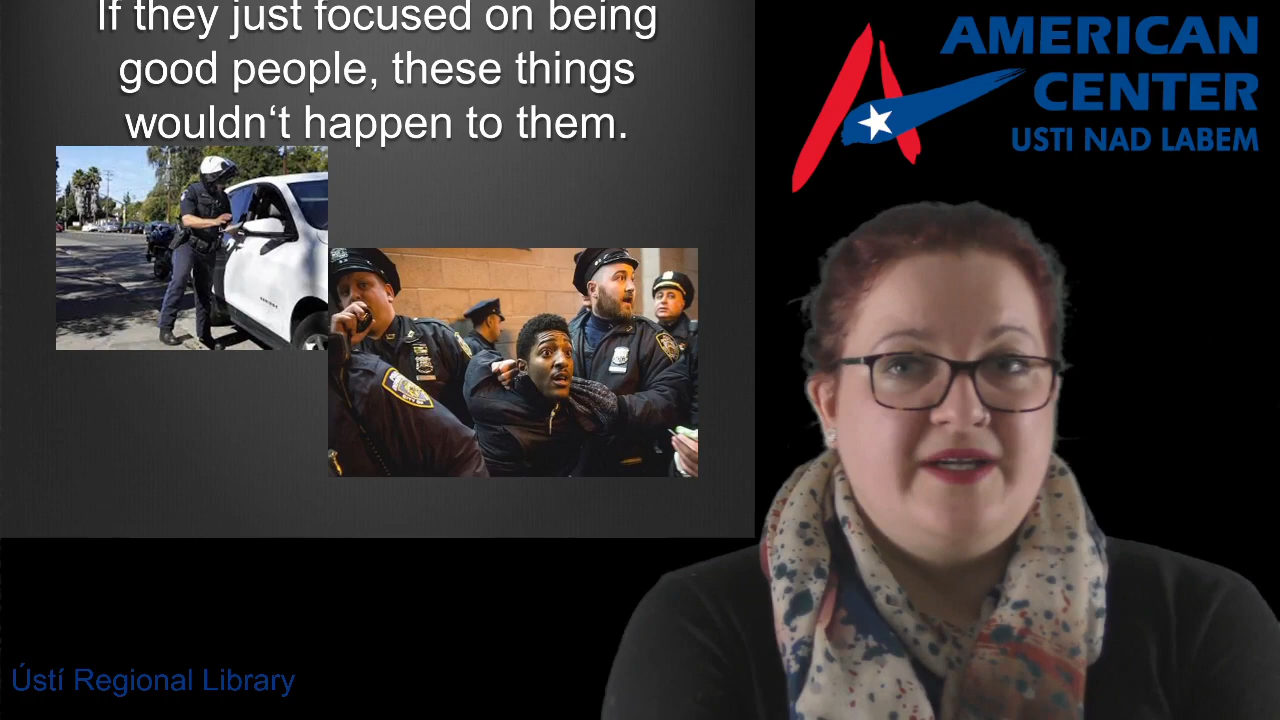 If they just focused on being
good people, these things
wouldn‘t happen to them.
AMERICAN
CENTER
USTI NAD LABEM
Ústí Regional Library